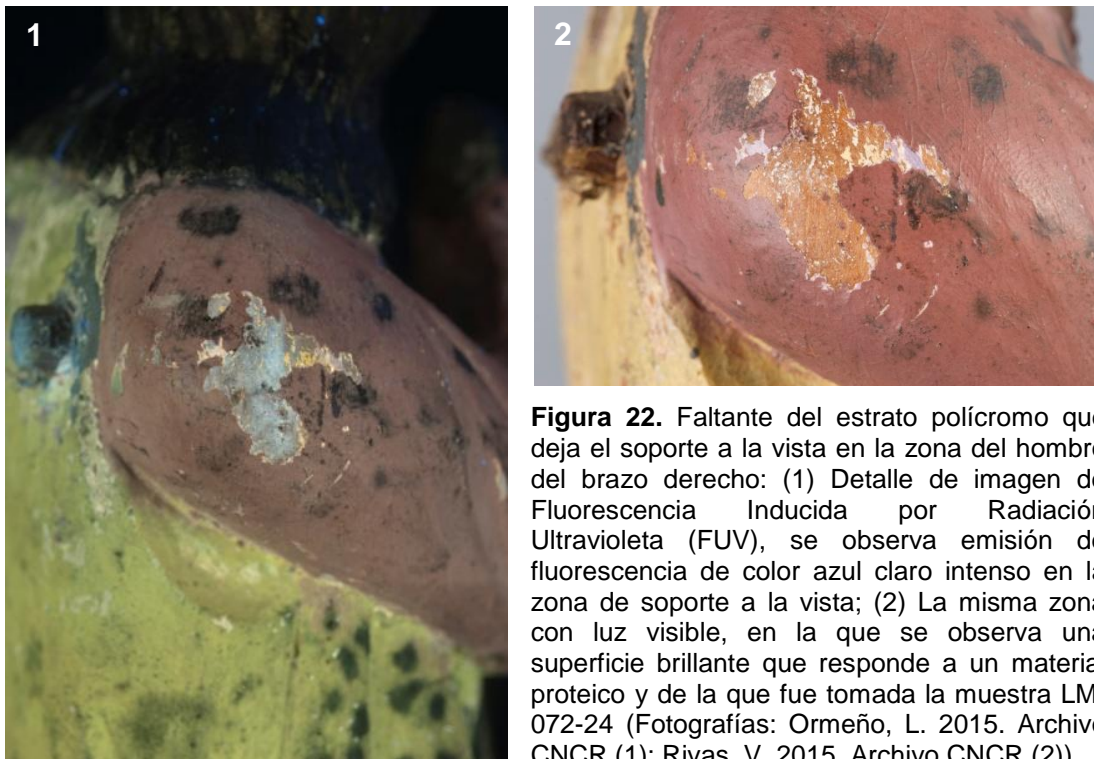 1
2
Figura 22. Faltante del estrato polícromo que
deja el soporte a la vista en la zona del hombro
del brazo derecho: (1) Detalle de imagen de
Fluorescencia Inducida por Radiación
Ultravioleta (FUV), se observa emisión de
fluorescencia de color azul claro intenso en la
zona de soporte a la vista; (2) La misma zona
con luz visible, en la que se observa una
superficie brillante que responde a un material
proteico y de la que fue tomada la muestra LM-
072-24 (Fotografías: Ormeño, L. 2015. Archivo
CNCR (1); Rivas, V. 2015. Archivo CNCR (2)).